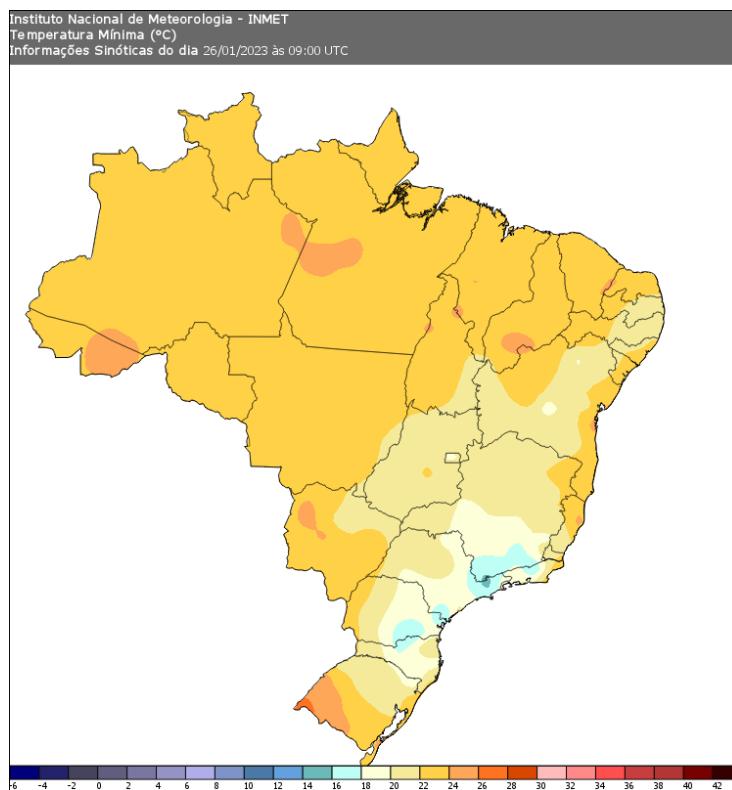 Instituto Nacional de Meteorologia - INMET
Temperatura Mínima (°C)
Informações Sinóticas do dia 26/01/2023 às 09:00 UTC
-6 -4 -2 0 2 4 6 8 10 12 14 16 18 20 22 24 26 28 30 32 34 36 38 40 42